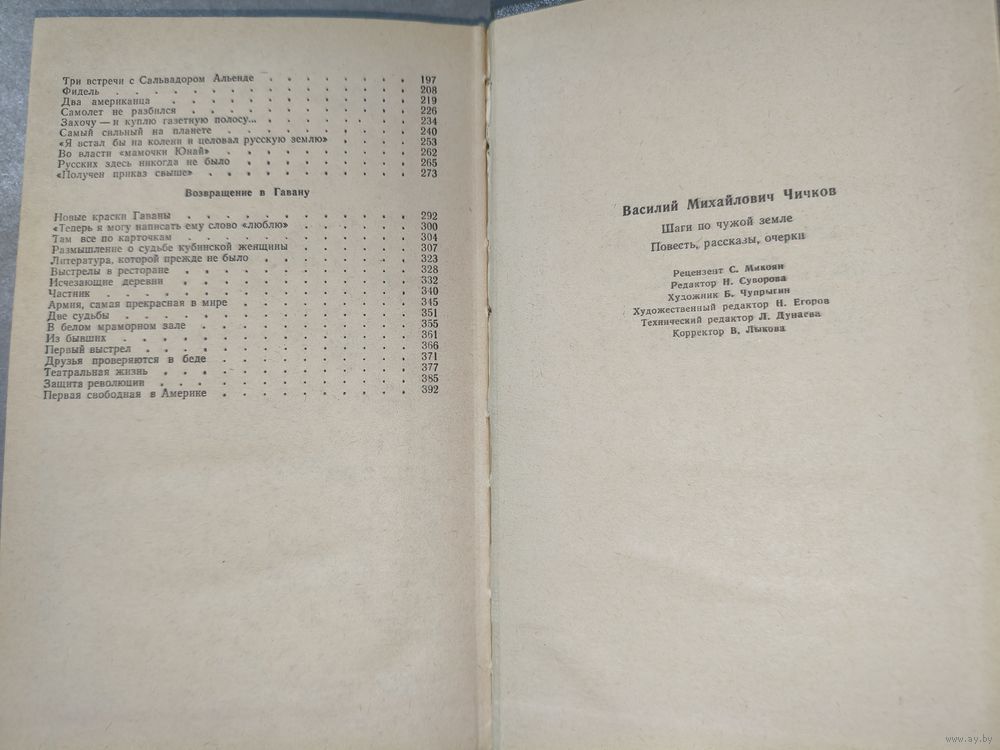 Три встречи с Сальвадором Альенде . . . . . . . . 197
Фидель . . . . . . . . . . . . . . . 208
Два американца . . . . . . . . . . . . . 219
Самолет не разбился . . . . . . . . . . . . 226
Захочу — и куплю газетную полосу... . . . . . . . . 234
Самый сильный на планете . . . . . . . . . . 240
«Я встал бы на колени и целовал русскую землю» . . . . . 253
Во власти «мамочки Юнай» . . . . . . . . . . 262
Русских здесь никогда не было . . . . . . . . . 265
«Получен приказ свыше» . . . . . . . . . . . 273
Возвращение в Гавану
Новые краски Гаваны . . . . . . . . . . . . 292
«Теперь я могу написать ему слово «люблю» . . . . . . 300
Там все по карточкам . . . . . . . . . . . . 304
Размышление о судьбе кубинской женщины . . . . . . 307
Литература, которой прежде не было . . . . . . . . 323
Выстрелы в ресторане . . . . . . . . . . . . 328
Исчезающие деревни . . . . . . . . . . . . 332
Частник . . . . . . . . . . . . . . . 340
Армия, самая прекрасная в мире . . . . . . . . . 345
Две судьбы . . . . . . . . . . . . . . 351
В белом мраморном зале . . . . . . . . . . . 355
Из бывших . . . . . . . . . . . . . . 361
Первый выстрел . . . . . . . . . . . . . 366
Друзья проверяются в беде . . . . . . . . . . 371
Театральная жизнь . . . . . . . . . . . . 377
Защита революции . . . . . . . . . . . . 385
Первая свободная в Америке . . . . . . . . . . 392
Василий Михайлович Чичков
Шаги по чужой земле
Повесть, рассказы, очерки
Рецензент С. Микоян
Редактор Н. Суворова
Художник Б. Чупрыгин
Художественный редактор Н. Егоров
Технический редактор Л. Дунаева
Корректор В. Лыкова
www.ay.by